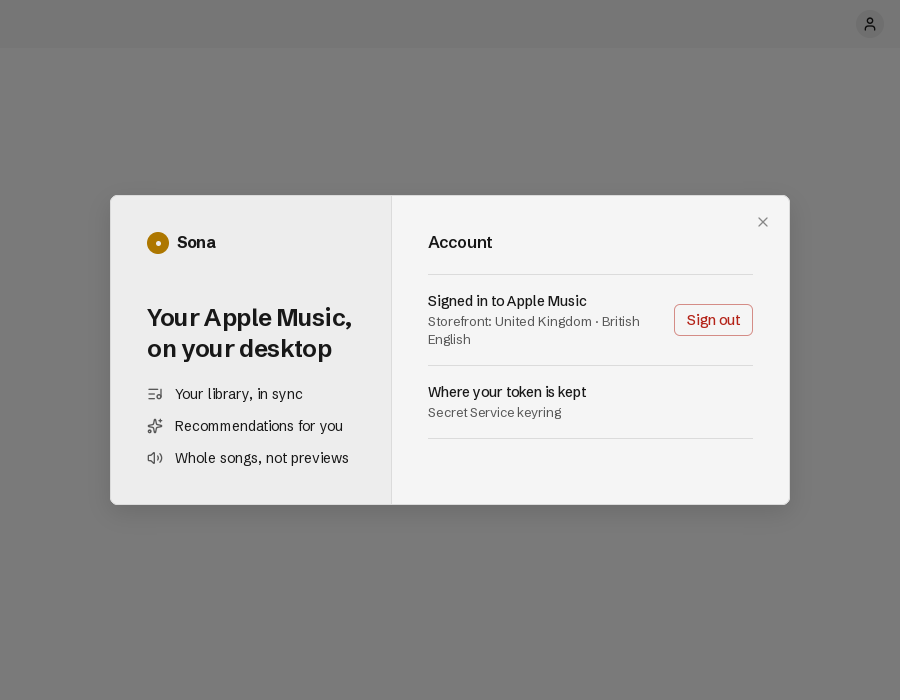 Sona
Your Apple Music,
on your desktop
Your library, in sync
Recommendations for you
Whole songs, not previews
Account
Signed in to Apple Music
Storefront: United Kingdom · British
English
Sign out
Where your token is kept
Secret Service keyring